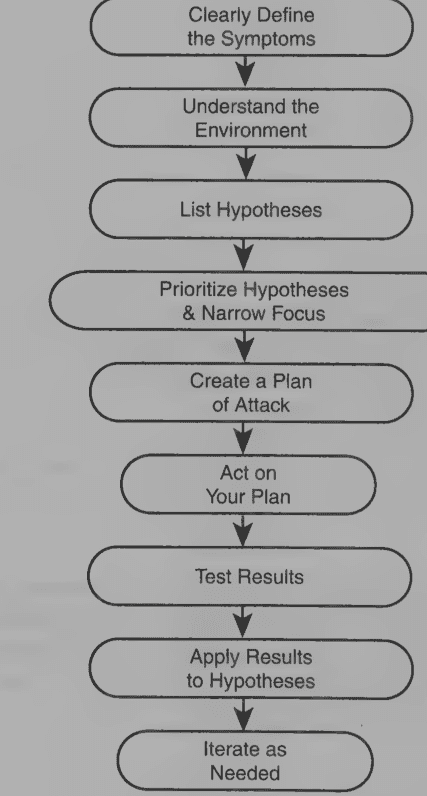 Clearly Define
the Symptoms
Understand the
Environment
List Hypotheses
Prioritize Hypotheses
& Narrow Focus
Create a Plan
of Attack
Act on
Your Plan
Test Results
Apply Results
to Hypotheses
Iterate as
Needed